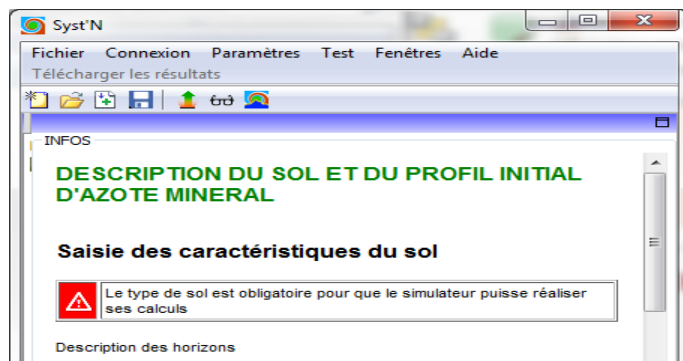 Syst'N
Fichier Connexion Paramètres Test Fenêtres Aide
Télécharger les résultats
INFOS
DESCRIPTION DU SOL ET DU PROFIL INITIAL
D'AZOTE MINERAL
Saisie des caractéristiques du sol
Le type de sol est obligatoire pour que le simulateur puisse réaliser
ses calculs
Description des horizons